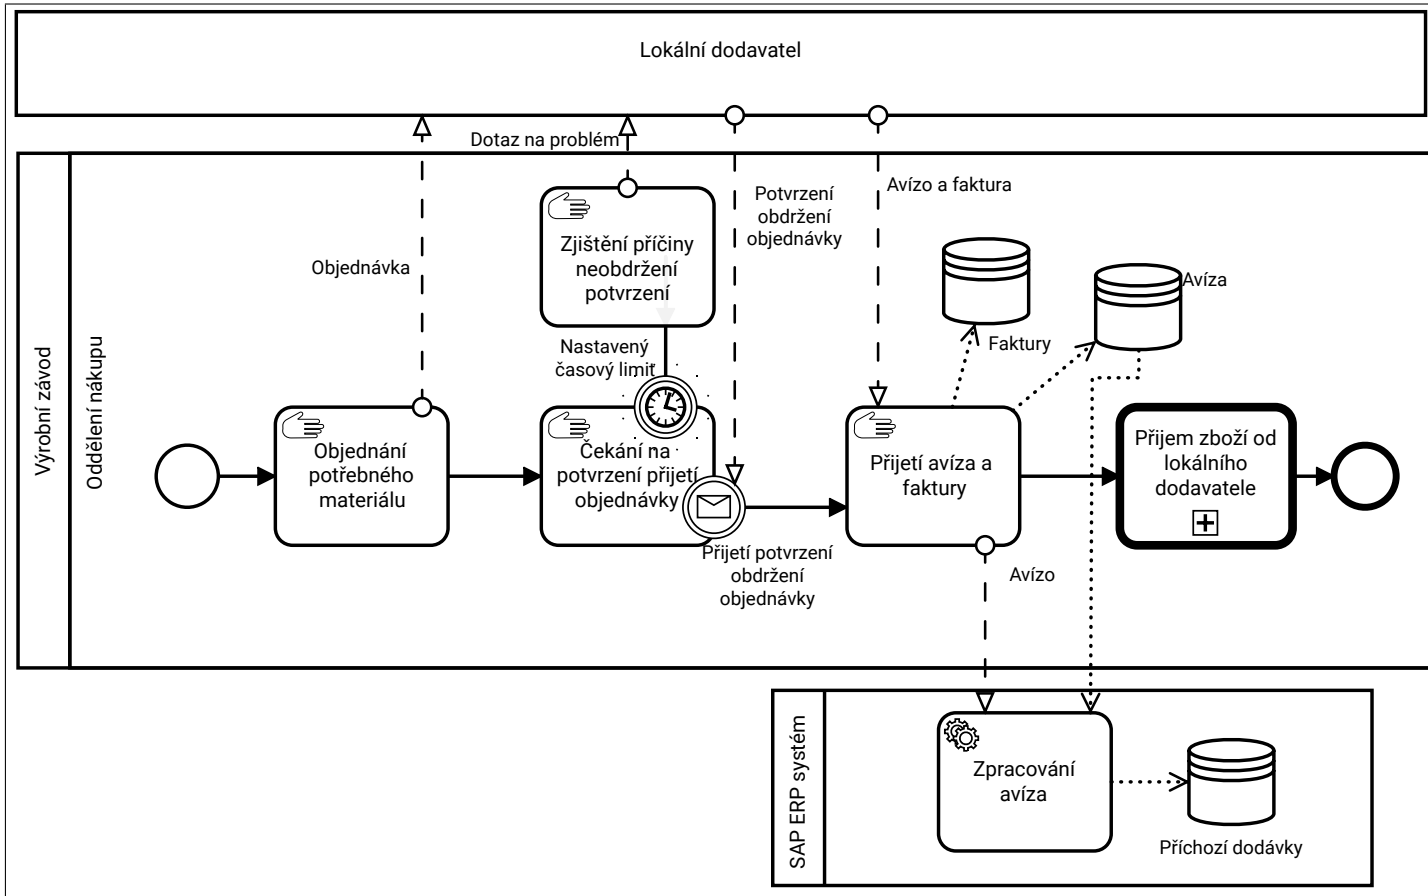 Lokální dodavatel
Dotaz na problém
Potvrzení
obdržení
objednávky
Avízo a faktura
Objednávka
Zjištění příčiny
neobdržení
potvrzení
Avíza
Faktury
Nastavený
časový limit
Výrobní závod
Oddělení nákupu
Objednání
potřebného
materiálu
Čekání na
potvrzení přijetí
objednávky
Přijetí avíza a
faktury
Přijem zboží od
lokálního
dodavatele
Přijetí potvrzení
obdržení
objednávky
Avízo
SAP ERP systém
Zpracování
avíza
Příchozí dodávky